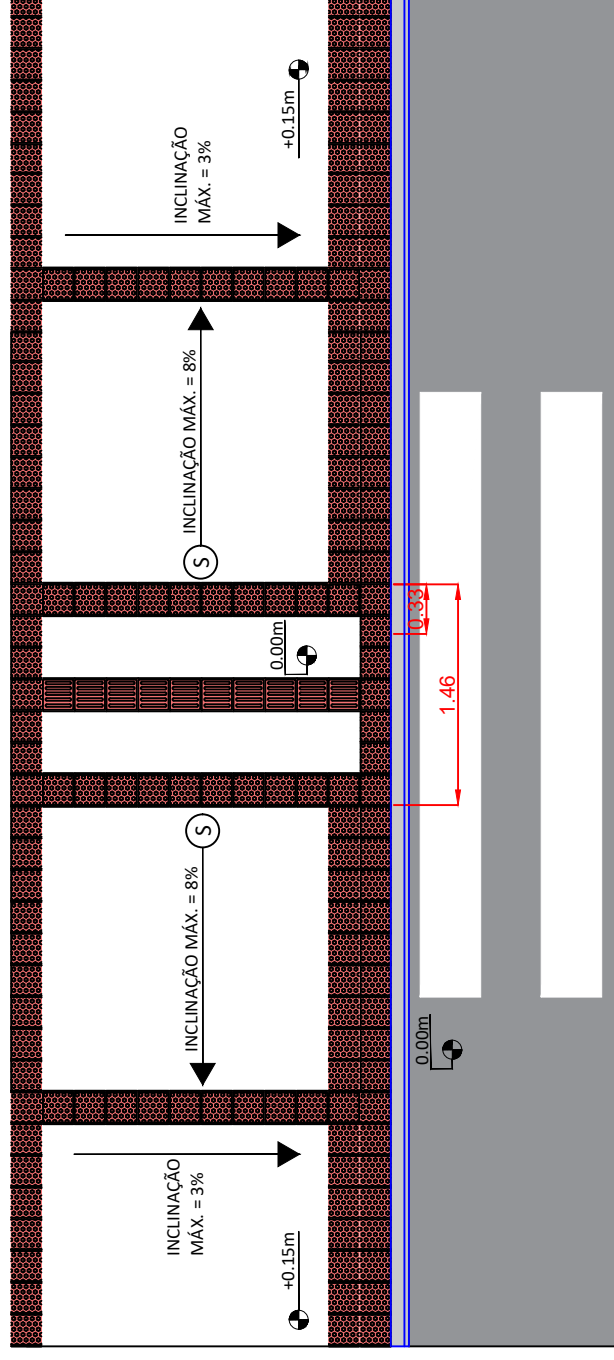 +0.15m
INCLINAÇÃO
MÁX. = 3%
INCLINAÇÃO MÁX. = 8%
S
0.00m
0.33
1.46
S
INCLINAÇÃO MÁX. = 8%
0.00m
INCLINAÇÃO
MÁX. = 3%
+0.15m